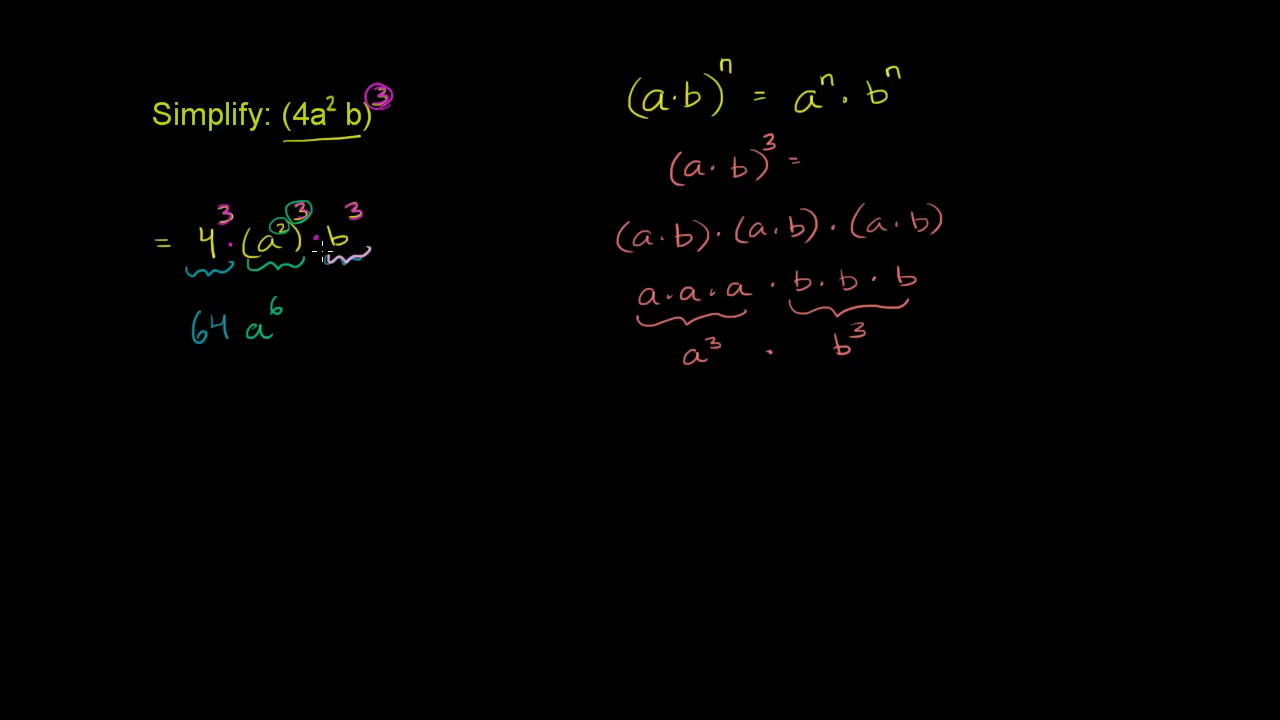 Simplify: (4a² b)³
= 4³ · (a²)³ · b³
64 a⁶
(a·b)ⁿ = aⁿ · bⁿ
(a · b)³ =
(a·b) · (a·b) · (a·b)
a · a · a · b · b · b
a³ · b³